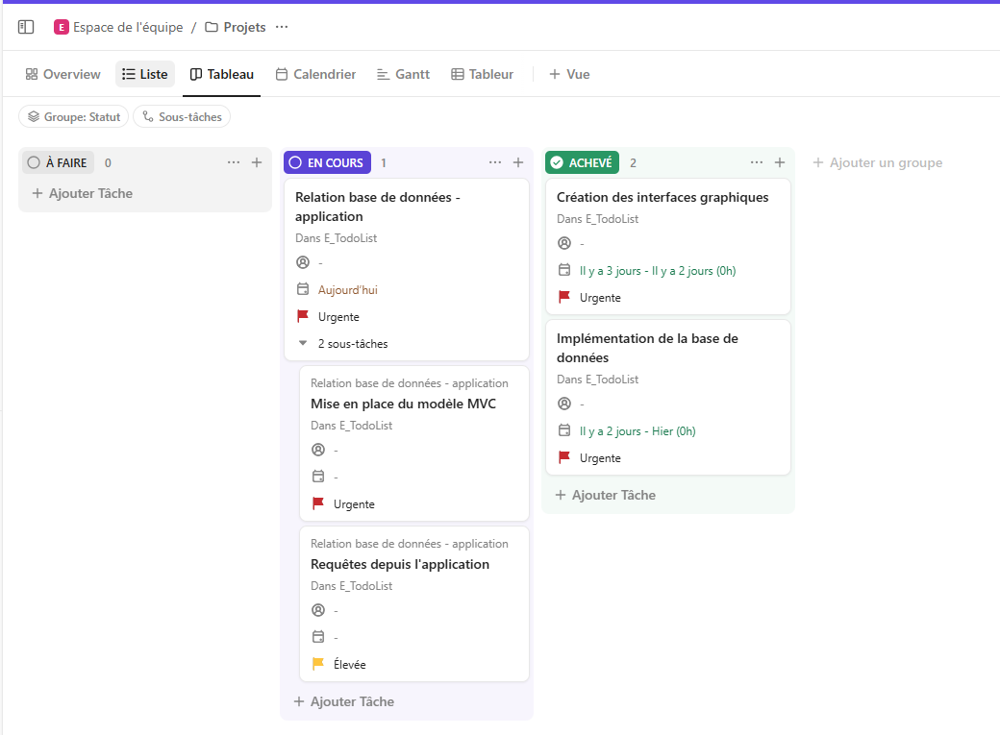 E Espace de l'équipe / Projets ...
Overview Liste Tableau Calendrier Gantt Tableur + Vue
Groupe: Statut Sous-tâches
À FAIRE 0 ... +
+ Ajouter Tâche
EN COURS 1 ... +
Relation base de données -
application
Dans E_TodoList
-
Aujourd'hui
Urgente
2 sous-tâches
Relation base de données - application
Mise en place du modèle MVC
Dans E_TodoList
-
-
Urgente
Relation base de données - application
Requêtes depuis l'application
Dans E_TodoList
-
-
Élevée
+ Ajouter Tâche
ACHEVÉ 2 ... +
Création des interfaces graphiques
Dans E_TodoList
-
Il y a 3 jours - Il y a 2 jours (0h)
Urgente
Implémentation de la base de
données
Dans E_TodoList
-
Il y a 2 jours - Hier (0h)
Urgente
+ Ajouter Tâche
+ Ajouter un groupe